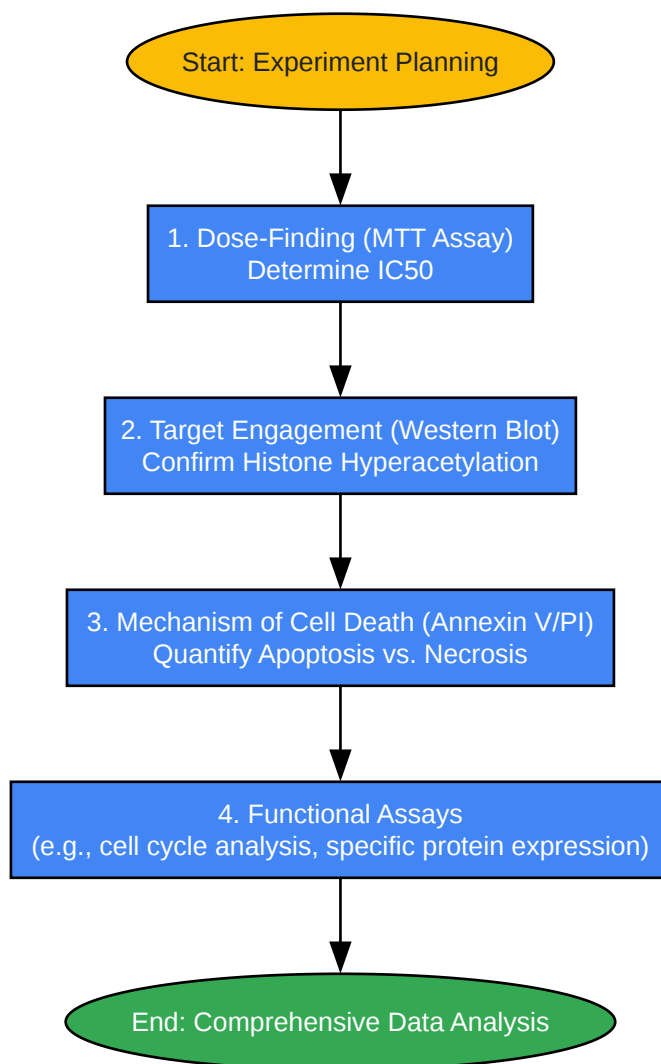 Start: Experiment Planning
1. Dose-Finding (MTT Assay)
Determine IC50
2. Target Engagement (Western Blot)
Confirm Histone Hyperacetylation
3. Mechanism of Cell Death (Annexin V/PI)
Quantify Apoptosis vs. Necrosis
4. Functional Assays
(e.g., cell cycle analysis, specific protein expression)
End: Comprehensive Data Analysis